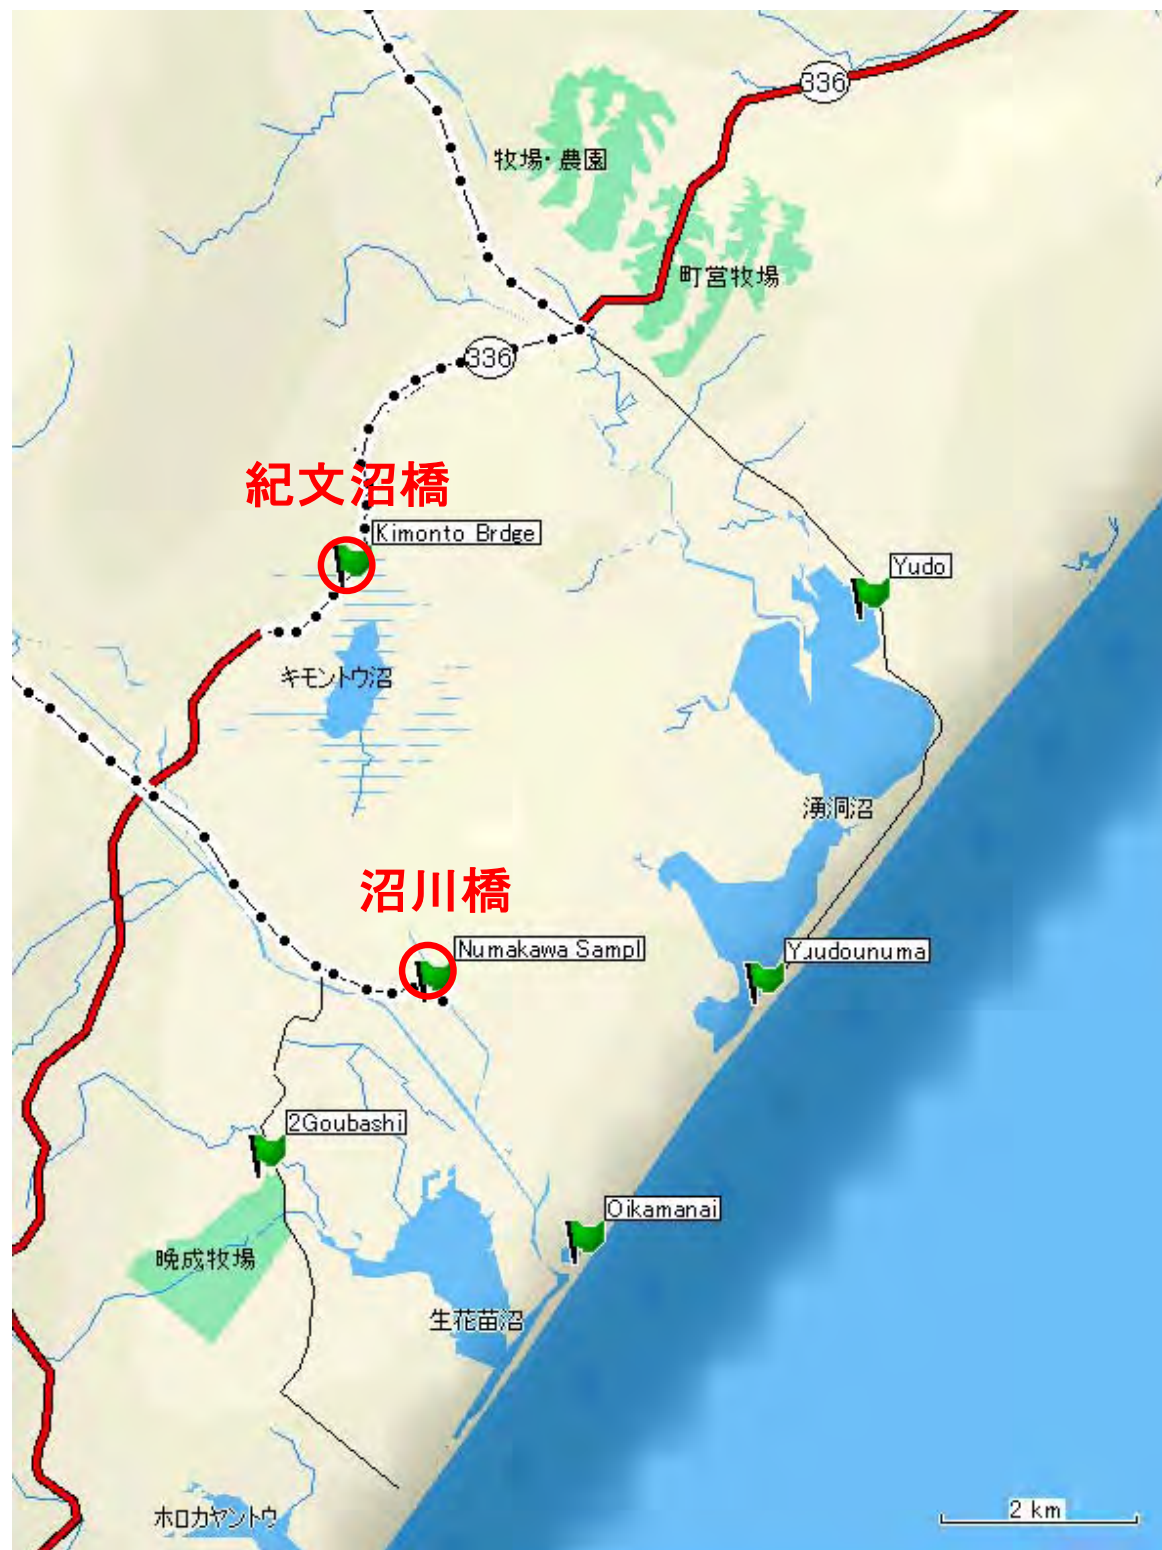 336
牧場・農園
町営牧場
336
紀文沼橋
Kimonto Brdge
Yudo
キモントウ沼
湧洞沼
沼川橋
Numakawa Sampl
Yuudounuma
2Goubashi
Oikamanai
晩成牧場
生花苗沼
ホロカヤントウ
2 km